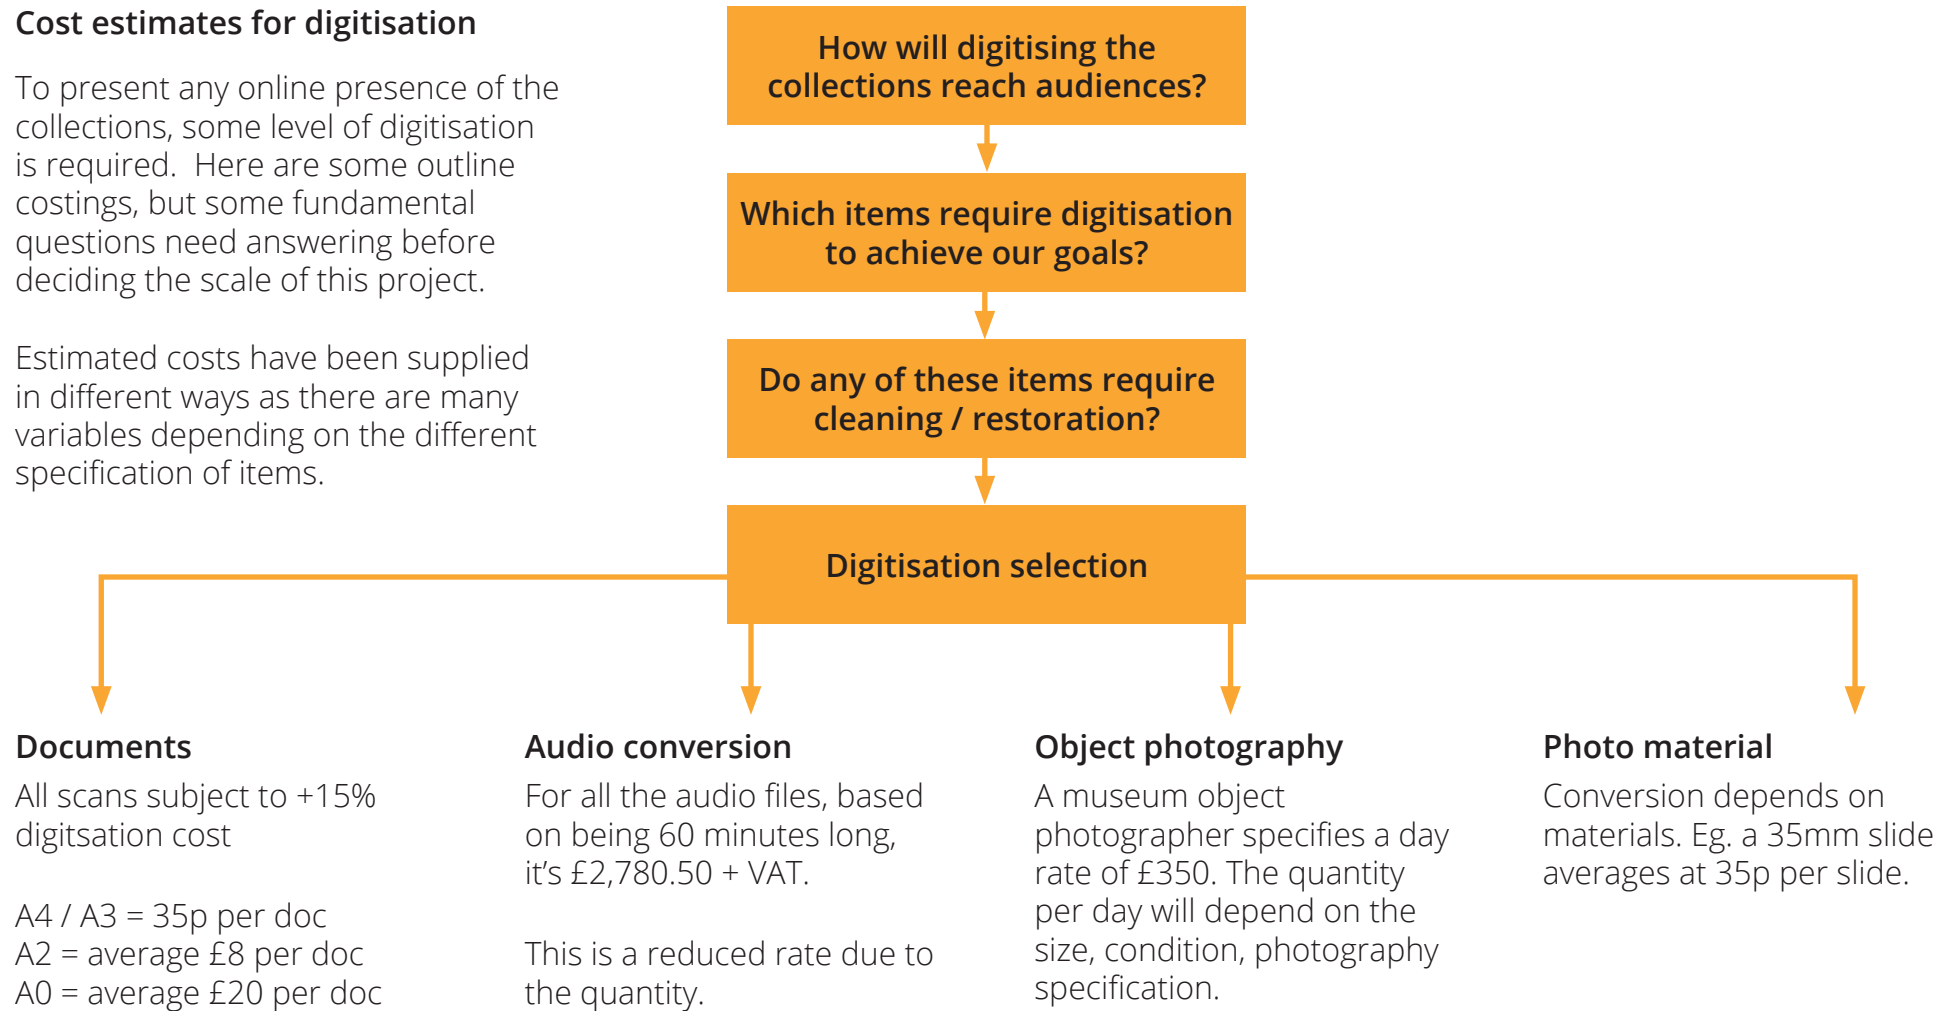 Cost estimates for digitisation
To present any online presence of the
collections, some level of digitisation
is required.  Here are some outline
costings, but some fundamental
questions need answering before
deciding the scale of this project.
Estimated costs have been supplied
in different ways as there are many
variables depending on the different
specification of items.
How will digitising the
collections reach audiences?
Which items require digitisation
to achieve our goals?
Do any of these items require
cleaning / restoration?
Digitisation selection
Documents
All scans subject to +15%
digitsation cost
A4 / A3 = 35p per doc
A2 = average £8 per doc
A0 = average £20 per doc
Audio conversion
For all the audio files, based
on being 60 minutes long,
it’s £2,780.50 + VAT.
This is a reduced rate due to
the quantity.
Object photography
A museum object
photographer specifies a day
rate of £350. The quantity
per day will depend on the
size, condition, photography
specification.
Photo material
Conversion depends on
materials. Eg. a 35mm slide
averages at 35p per slide.